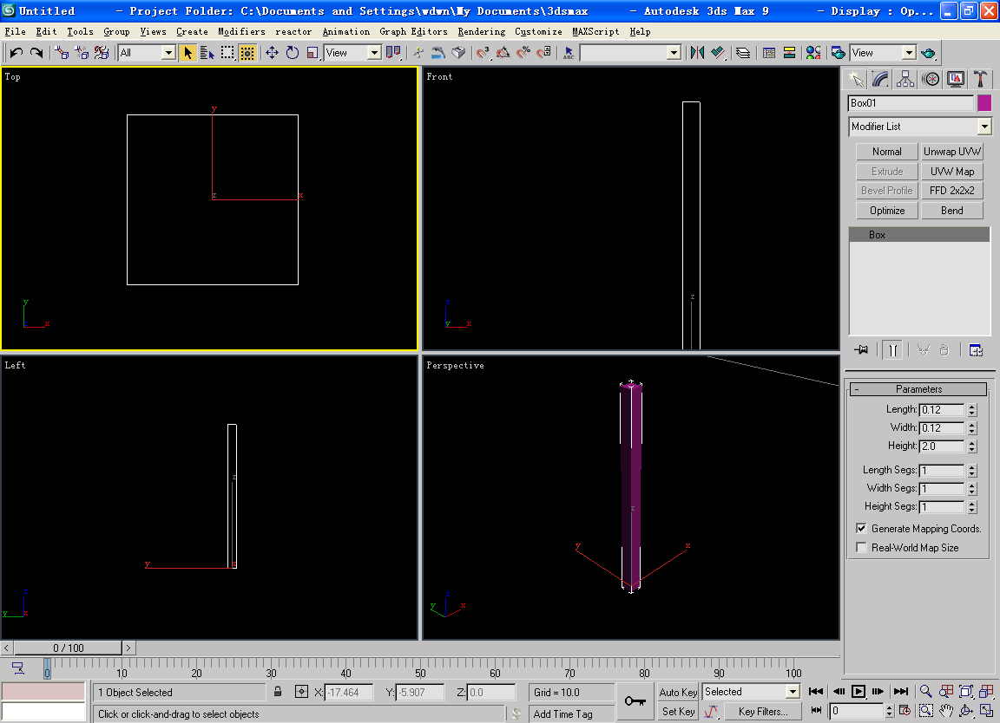 Untitled - Project Folder: C:\Documents and Settings\wdwn\My Documents\3dsmax - Autodesk 3ds Max 9 - Display : Op...
File Edit Tools Group Views Create Modifiers reactor Animation Graph Editors Rendering Customize MAXScript Help
All View ABC View
Top
y
z x
y
z x
Front
z
z
y x
Left
z
y x
z
y x
Perspective
z
y x
z
y x
Box01
Modifier List
Normal Unwrap UVW
Extrude UVW Map
Bevel Profile FFD 2x2x2
Optimize Bend
Box
- Parameters
Length: 0.12
Width: 0.12
Height: 2.0
Length Segs: 1
Width Segs: 1
Height Segs: 1
Generate Mapping Coords.
Real-World Map Size
< 0 / 100 >
0 10 20 30 40 50 60 70 80 90 100
1 Object Selected X: -17.464 Y: -5.907 Z: 0.0 Grid = 10.0 Auto Key Selected
Click or click-and-drag to select objects Add Time Tag Set Key Key Filters... 0